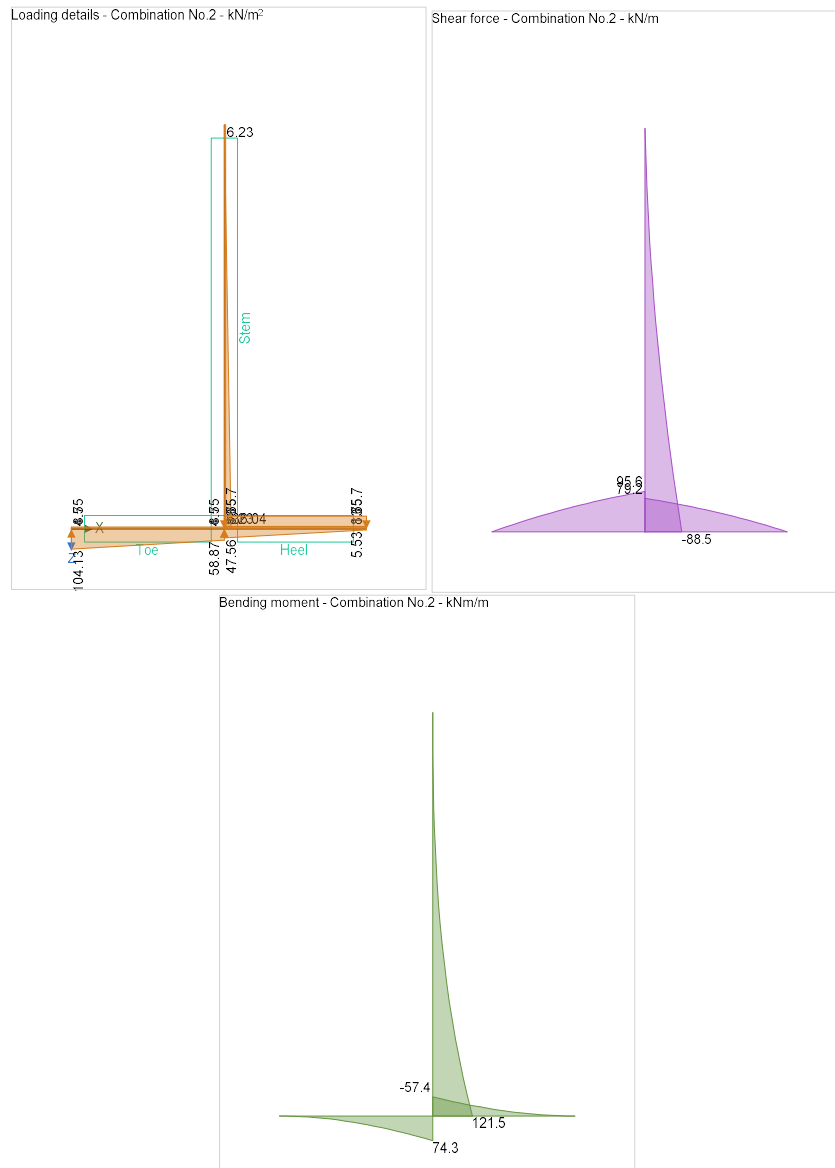 Loading details - Combination No.2 - kN/m²
6.23
Stem
X
Toe
Heel
104.13
58.87
47.56
5.53
Shear force - Combination No.2 - kN/m
95.6
79.2
-88.5
Bending moment - Combination No.2 - kNm/m
-57.4
121.5
74.3